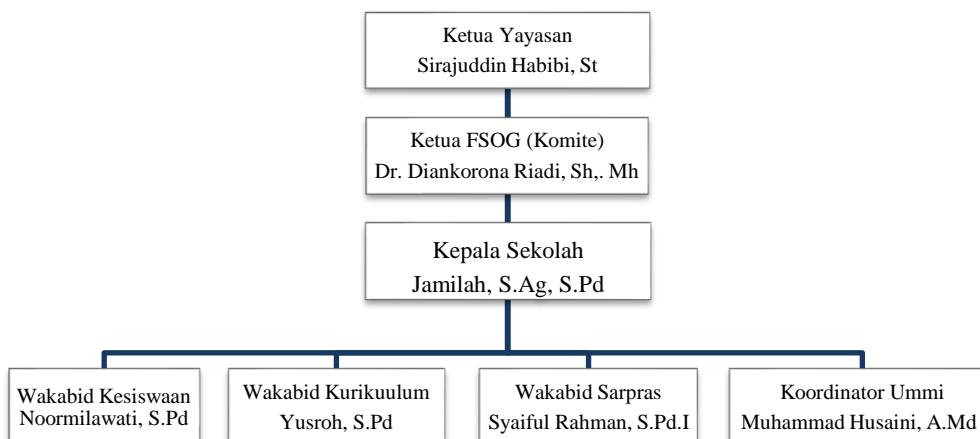 Ketua Yayasan
Sirajuddin Habibi, St
Ketua FSOG (Komite)
Dr. Diankorona Riadi, Sh,. Mh
Kepala Sekolah
Jamilah, S.Ag, S.Pd
Wakabid Kesiswaan
Noormilawati, S.Pd
Wakabid Kurikuulum
Yusroh, S.Pd
Wakabid Sarpras
Syaiful Rahman, S.Pd.I
Koordinator Ummi
Muhammad Husaini, A.Md